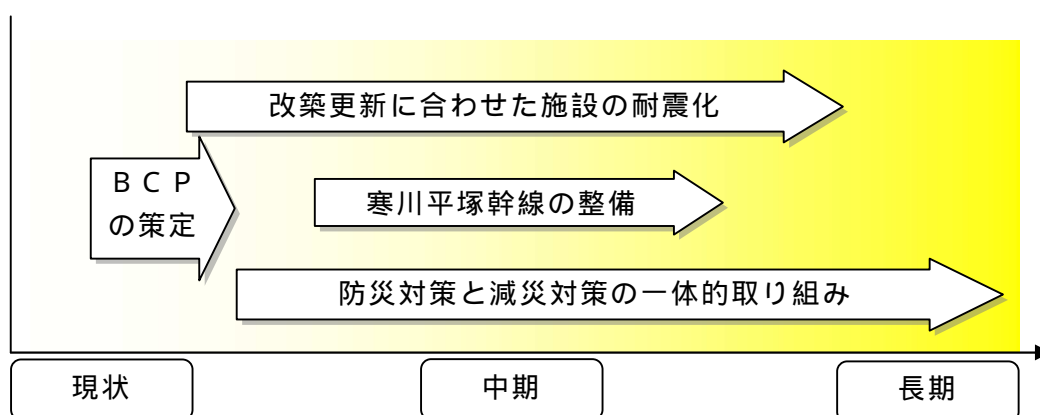 改築更新に合わせた施設の耐震化
ＢＣＰ
の策定
寒川平塚幹線の整備
防災対策と減災対策の一体的取り組み
現状
中期
長期